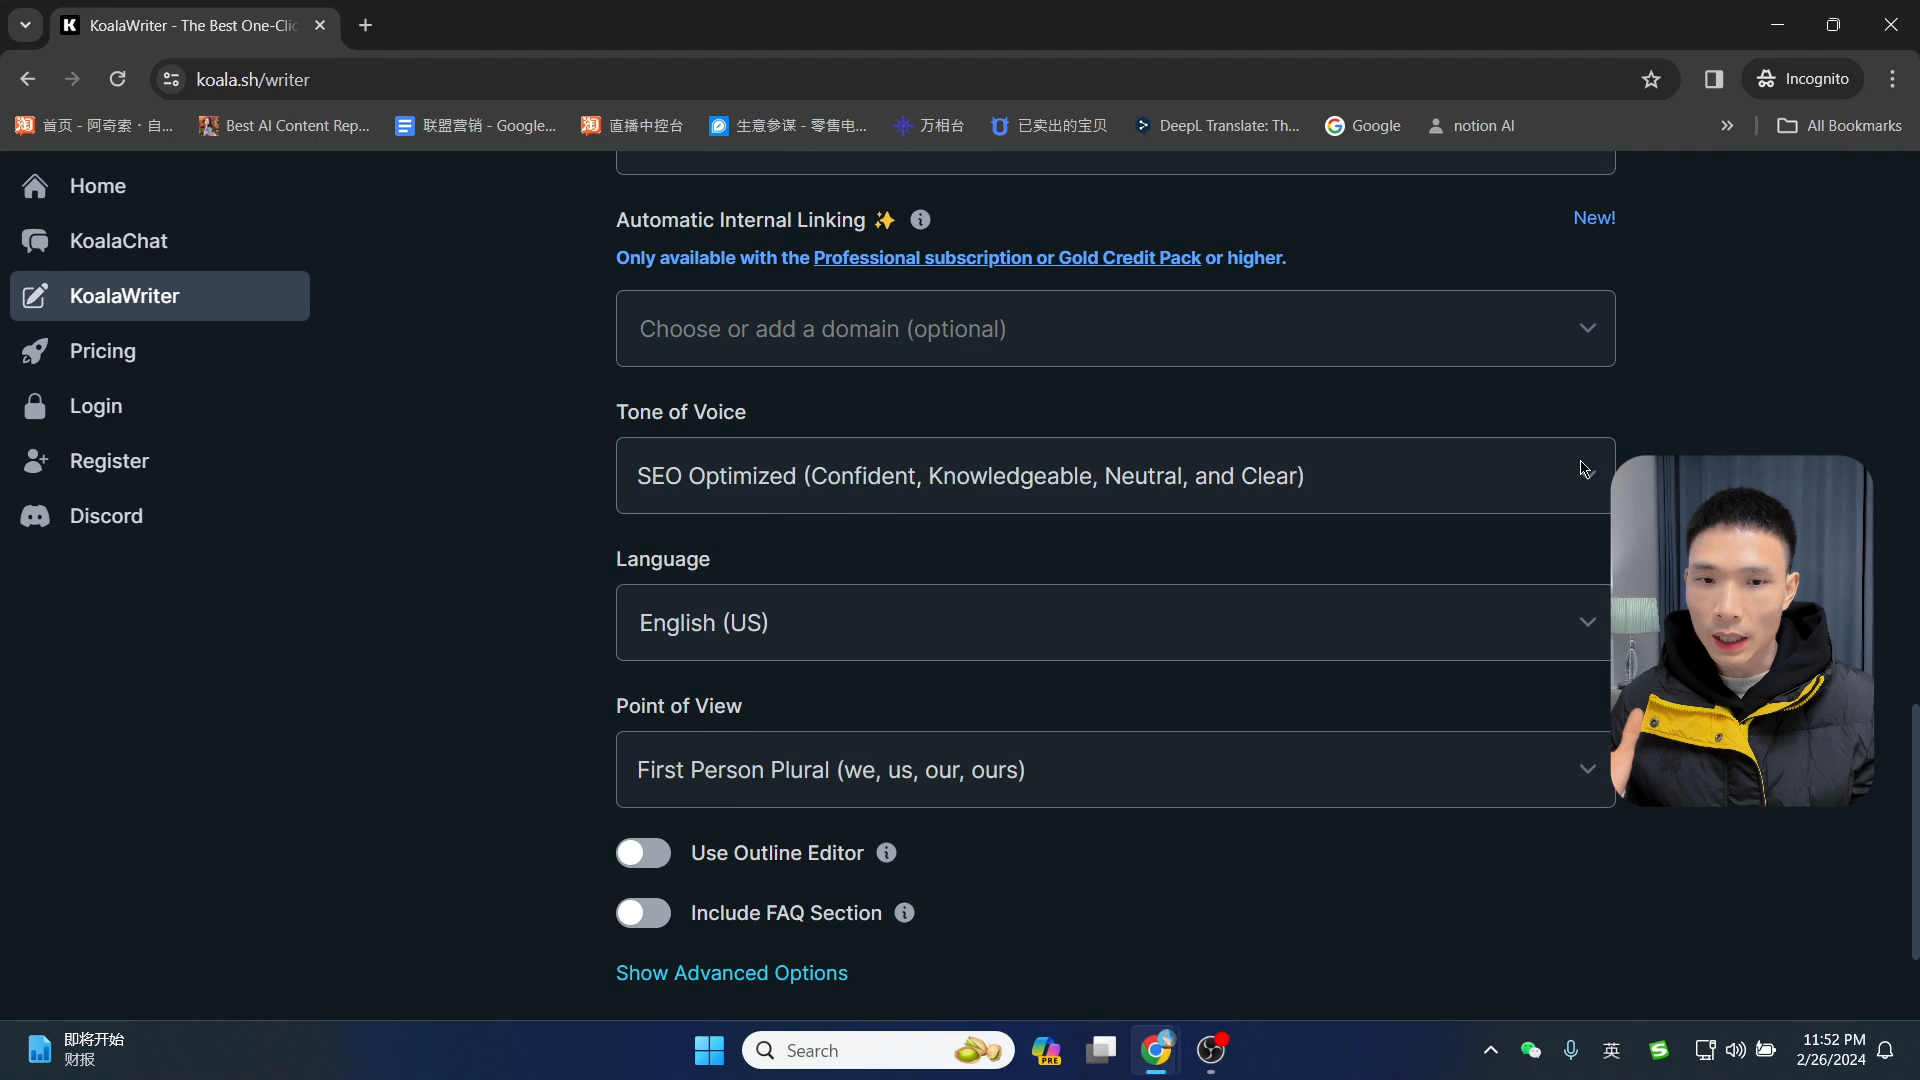 KoalaWriter - The Best One-Clic
koala.sh/writer
Incognito
首页 - 阿奇索 · 自...
Best AI Content Rep...
联盟营销 - Google...
直播中控台
生意参谋 - 零售电...
万相台
已卖出的宝贝
DeepL Translate: Th...
Google
notion AI
All Bookmarks
Home
KoalaChat
KoalaWriter
Pricing
Login
Register
Discord
Automatic Internal Linking
New!
Only available with the Professional subscription or Gold Credit Pack or higher.
Choose or add a domain (optional)
Tone of Voice
SEO Optimized (Confident, Knowledgeable, Neutral, and Clear)
Language
English (US)
Point of View
First Person Plural (we, us, our, ours)
Use Outline Editor
Include FAQ Section
Show Advanced Options
即将开始
财报
Search
PRE
英
11:52 PM
2/26/2024